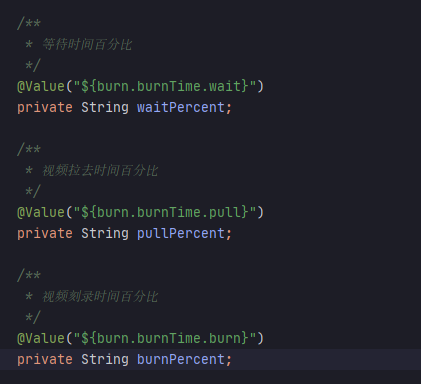 /**
 * 等待时间百分比
 */
@Value("${burn.burnTime.wait}")
private String waitPercent;
/**
 * 视频拉去时间百分比
 */
@Value("${burn.burnTime.pull}")
private String pullPercent;
/**
 * 视频刻录时间百分比
 */
@Value("${burn.burnTime.burn}")
private String burnPercent;